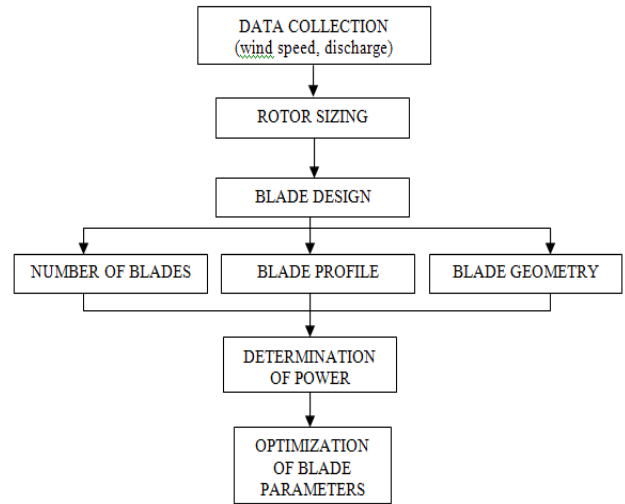 DATA COLLECTION
(wind speed, discharge)
ROTOR SIZING
BLADE DESIGN
NUMBER OF BLADES
BLADE PROFILE
BLADE GEOMETRY
DETERMINATION
OF POWER
OPTIMIZATION
OF BLADE
PARAMETERS